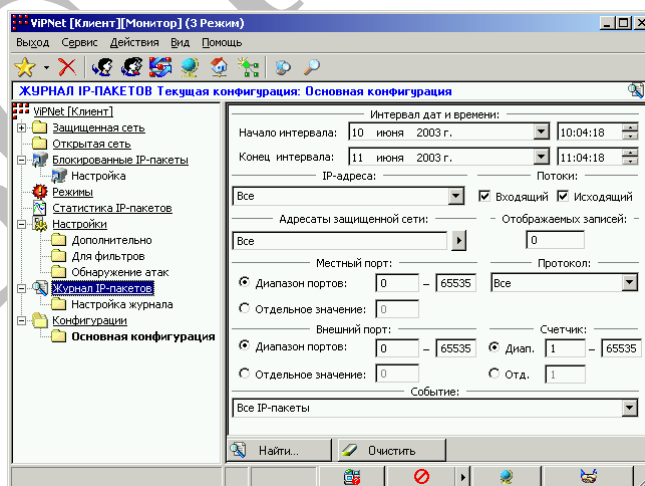 ViPNet [Клиент][Монитор] (3 Режим)
Выход Сервис Действия Вид Помощь
ЖУРНАЛ IP-ПАКЕТОВ Текущая конфигурация: Основная конфигурация
ViPNet [Клиент]
Защищенная сеть
Открытая сеть
Блокированные IP-пакеты
Настройка
Режимы
Статистика IP-пакетов
Настройки
Дополнительно
Для фильтров
Обнаружение атак
Журнал IP-пакетов
Настройка журнала
Конфигурации
Основная конфигурация
Интервал дат и времени:
Начало интервала: 10 июня 2003 г. 10:04:18
Конец интервала: 11 июня 2003 г. 11:04:18
IP-адреса: Потоки:
Все Входящий Исходящий
Адресаты защищенной сети: Отображаемых записей:
Все 0
Местный порт: Протокол:
Диапазон портов: 0 – 65535 Все
Отдельное значение: 0
Внешний порт: Счетчик:
Диапазон портов: 0 – 65535 Диап. 1 – 65535
Отдельное значение: 0 Отд. 1
Событие:
Все IP-пакеты
Найти... Очистить